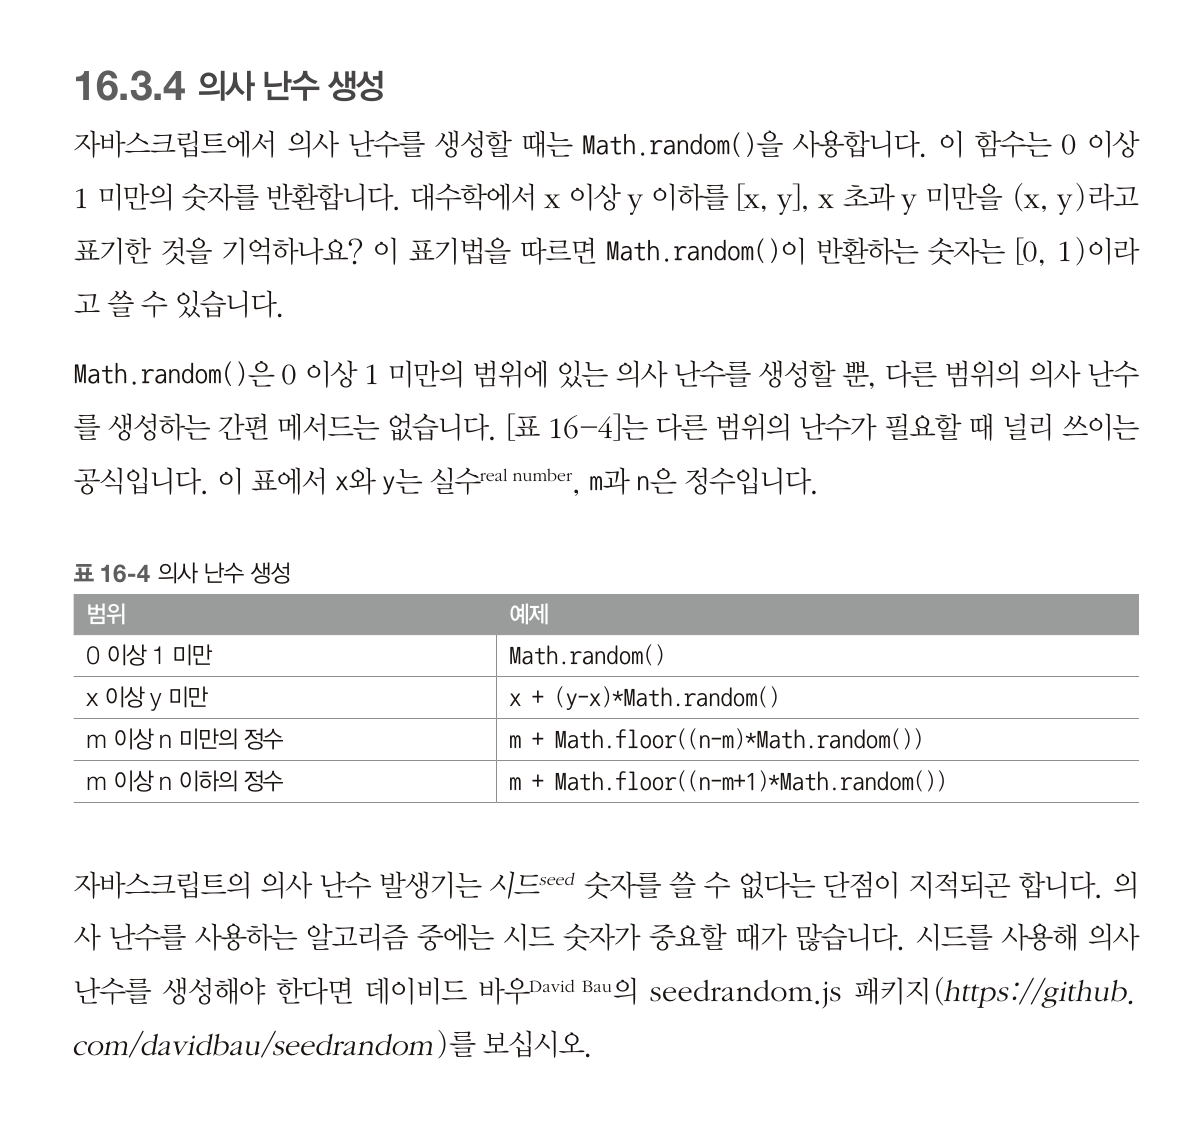 16.3.4 의사 난수 생성
자바스크립트에서 의사 난수를 생성할 때는 Math.random()을 사용합니다. 이 함수는 0 이상
1 미만의 숫자를 반환합니다. 대수학에서 x 이상 y 이하를 [x, y], x 초과 y 미만을 (x, y)라고
표기한 것을 기억하나요? 이 표기법을 따르면 Math.random()이 반환하는 숫자는 [0, 1)이라
고 쓸 수 있습니다.
Math.random()은 0 이상 1 미만의 범위에 있는 의사 난수를 생성할 뿐, 다른 범위의 의사 난수
를 생성하는 간편 메서드는 없습니다. [표 16-4]는 다른 범위의 난수가 필요할 때 널리 쓰이는
공식입니다. 이 표에서 x와 y는 실수real number, m과 n은 정수입니다.
표 16-4 의사 난수 생성
범위 예제
0 이상 1 미만 Math.random()
x 이상 y 미만 x + (y-x)*Math.random()
m 이상 n 미만의 정수 m + Math.floor((n-m)*Math.random())
m 이상 n 이하의 정수 m + Math.floor((n-m+1)*Math.random())
자바스크립트의 의사 난수 발생기는 시드seed 숫자를 쓸 수 없다는 단점이 지적되곤 합니다. 의
사 난수를 사용하는 알고리즘 중에는 시드 숫자가 중요할 때가 많습니다. 시드를 사용해 의사
난수를 생성해야 한다면 데이비드 바우David Bau의 seedrandom.js 패키지(https://github.
com/davidbau/seedrandom)를 보십시오.